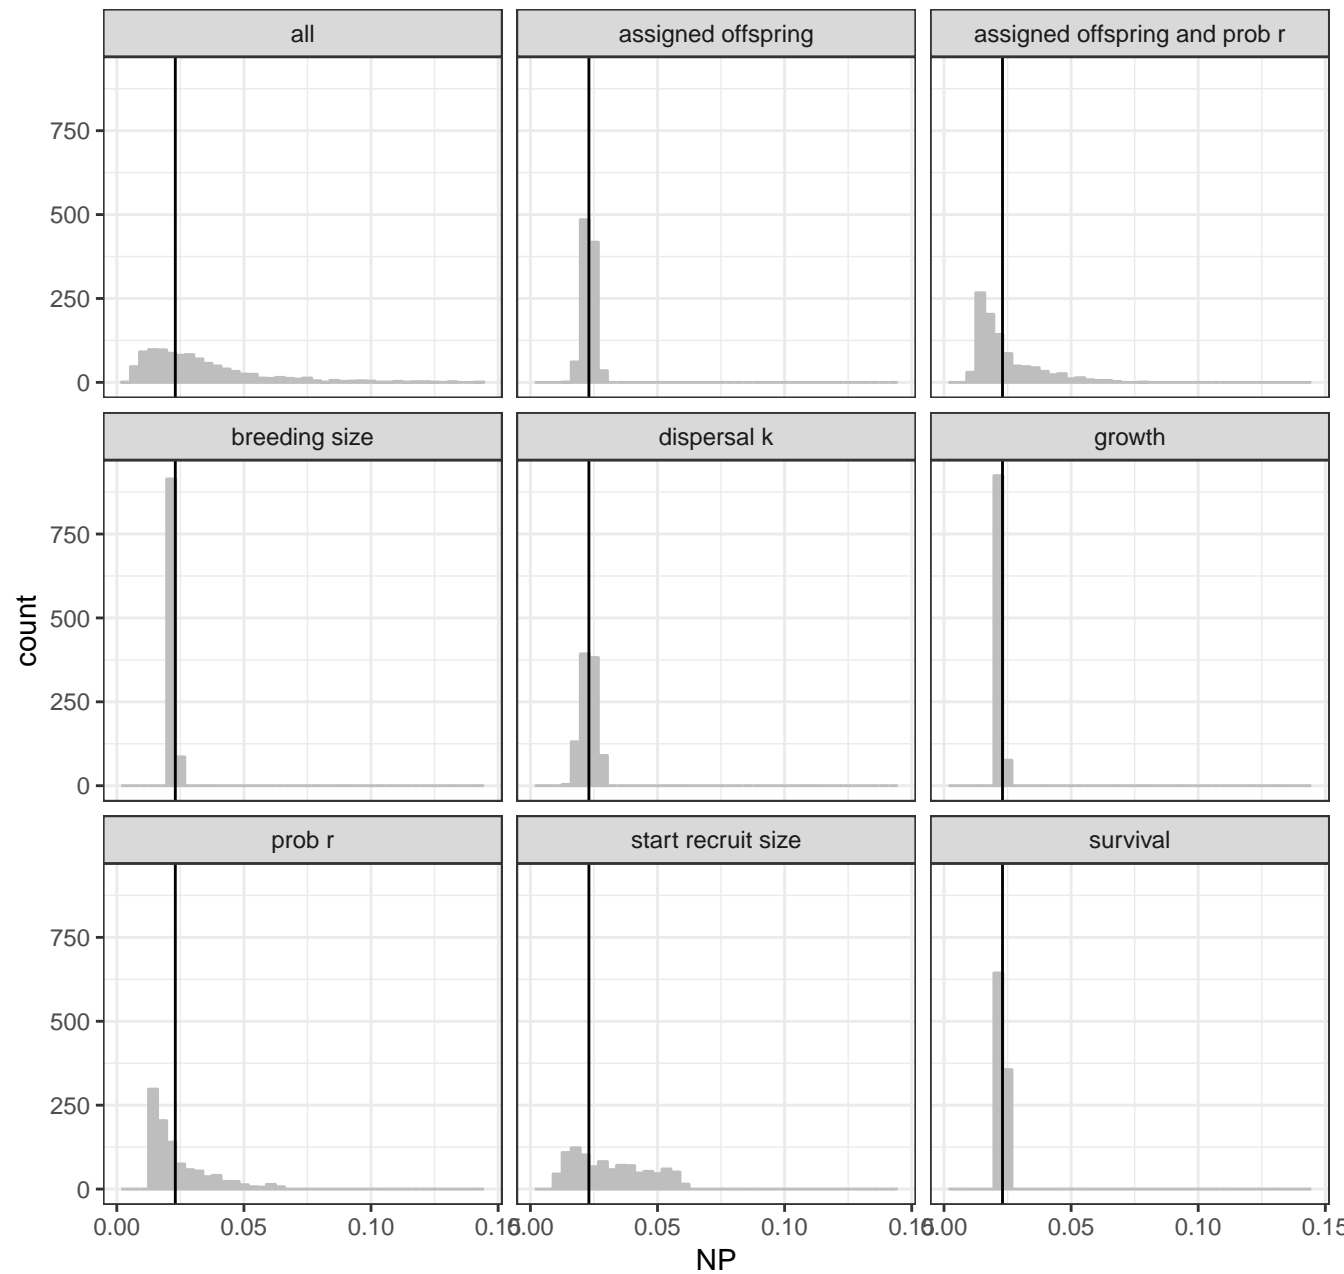 all assigned offspring assigned offspring and prob r
750
500
250
0
breeding size dispersal k growth
750
500
250
0
count
prob r start recruit size survival
750
500
250
0
0.00 0.05 0.10 0.15 0.00 0.05 0.10 0.15 0.00 0.05 0.10 0.15
NP